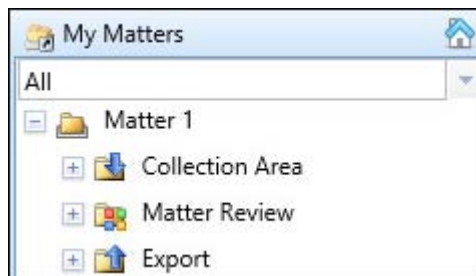 My Matters
All
Matter 1
Collection Area
Matter Review
Export